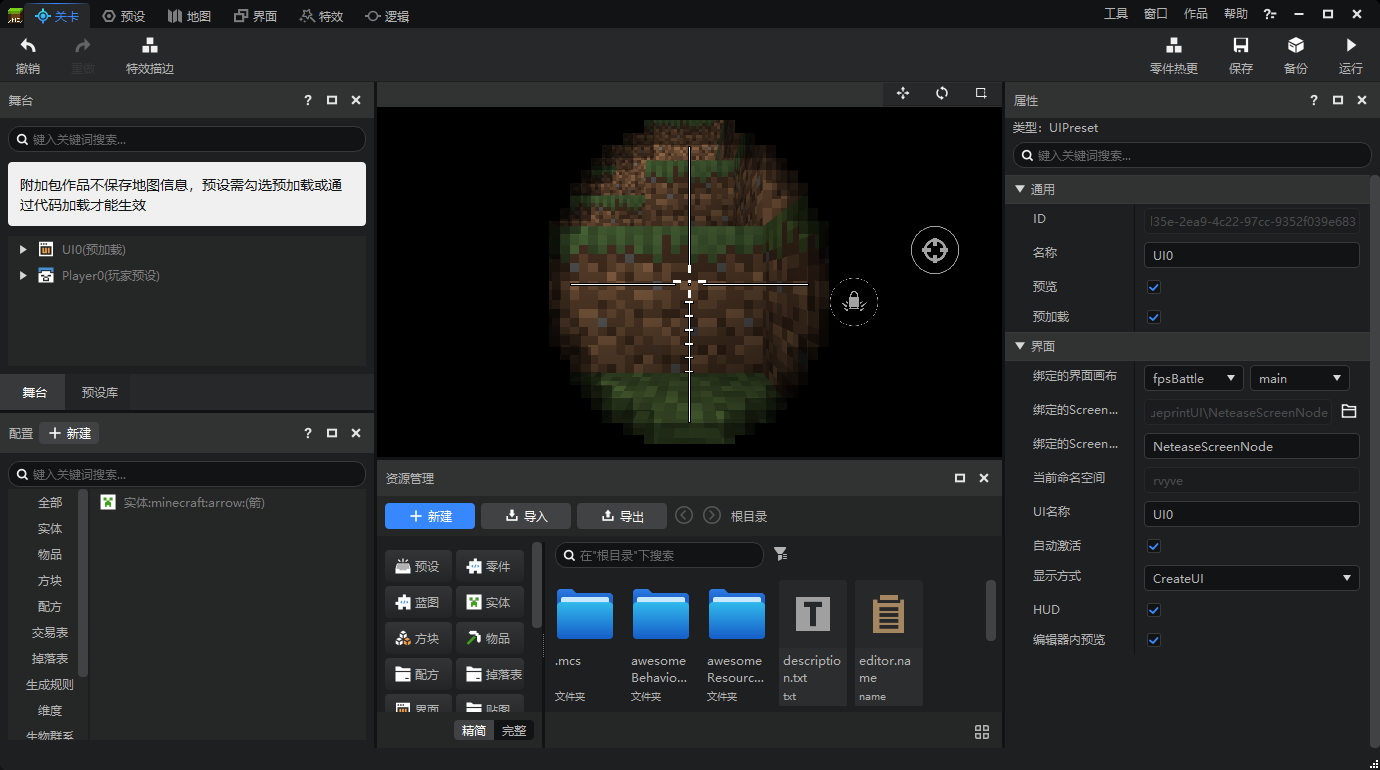 关卡 预设 地图 界面 特效 逻辑 工具 窗口 作品 帮助
撤销 重做 特效描边 零件热更 保存 备份 运行
舞台
键入关键词搜索...
附加包作品不保存地图信息，预设需勾选预加载或通
过代码加载才能生效
UI0(预加载)
Player0(玩家预设)
舞台 预设库
配置 新建
键入关键词搜索...
全部
实体
物品
方块
配方
交易表
掉落表
生成规则
维度
生物群系
实体:minecraft:arrow:(箭)
资源管理
新建 导入 导出 根目录
预设 零件
蓝图 实体
方块 物品
配方 掉落表
界面 贴图
精简 完整
在"根目录"下搜索
.mcs
文件夹
awesome
Behavio...
文件夹
awesome
Resourc...
文件夹
descriptio
n.txt
txt
editor.na
me
name
属性
类型: UIPreset
键入关键词搜索...
通用
ID l35e-2ea9-4c22-97cc-9352f039e683
名称 UI0
预览
预加载
界面
绑定的界面画布 fpsBattle main
绑定的Screen... ueprintUI\NeteaseScreenNode
绑定的Screen... NeteaseScreenNode
当前命名空间 rvyve
UI名称 UI0
自动激活
显示方式 CreateUI
HUD
编辑器内预览